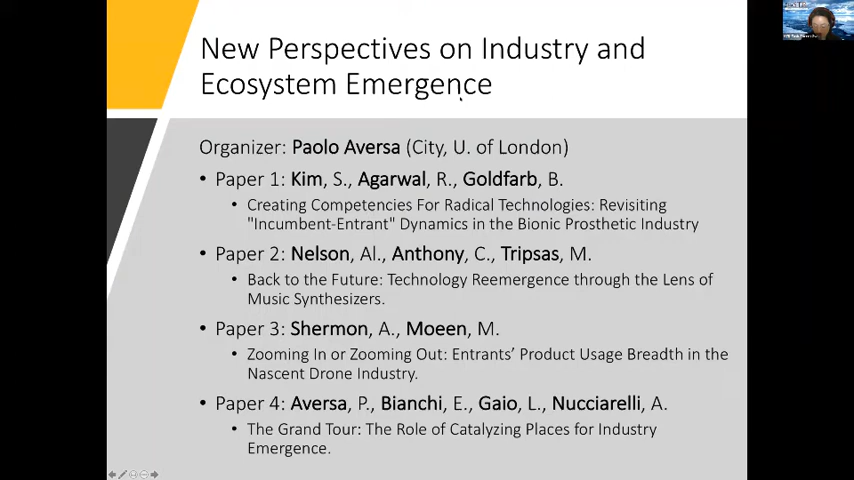 New Perspectives on Industry and
Ecosystem Emergence
Organizer: Paolo Aversa (City, U. of London)
• Paper 1: Kim, S., Agarwal, R., Goldfarb, B.
• Creating Competencies For Radical Technologies: Revisiting
"Incumbent-Entrant" Dynamics in the Bionic Prosthetic Industry
• Paper 2: Nelson, Al., Anthony, C., Tripsas, M.
• Back to the Future: Technology Reemergence through the Lens of
Music Synthesizers.
• Paper 3: Shermon, A., Moeen, M.
• Zooming In or Zooming Out: Entrants’ Product Usage Breadth in the
Nascent Drone Industry.
• Paper 4: Aversa, P., Bianchi, E., Gaio, L., Nucciarelli, A.
• The Grand Tour: The Role of Catalyzing Places for Industry
Emergence.